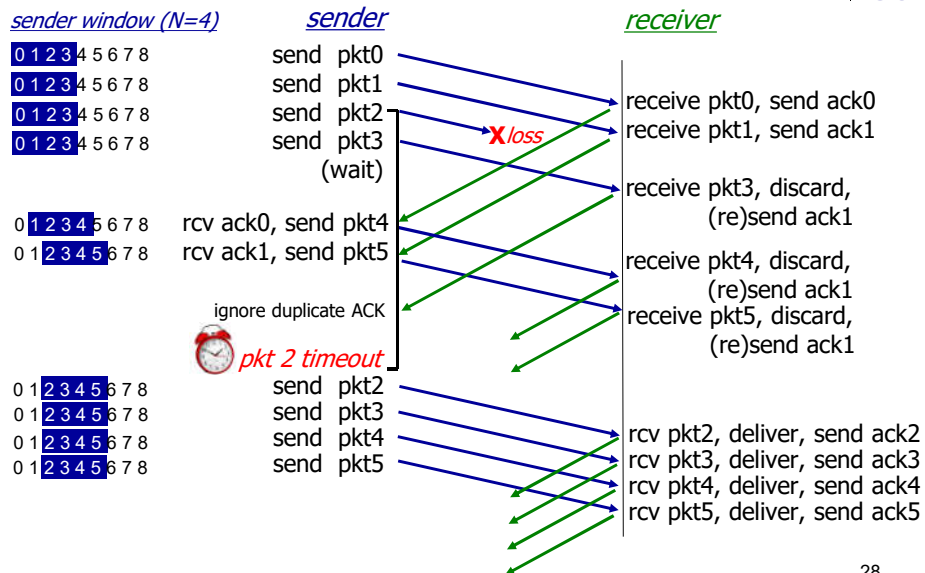 sender window (N=4)
sender
receiver
0 1 2 3 4 5 6 7 8
send pkt0
0 1 2 3 4 5 6 7 8
send pkt1
0 1 2 3 4 5 6 7 8
send pkt2
0 1 2 3 4 5 6 7 8
send pkt3
(wait)
X loss
receive pkt0, send ack0
receive pkt1, send ack1
receive pkt3, discard,
(re)send ack1
0 1 2 3 4 5 6 7 8
rcv ack0, send pkt4
0 1 2 3 4 5 6 7 8
rcv ack1, send pkt5
receive pkt4, discard,
(re)send ack1
receive pkt5, discard,
(re)send ack1
ignore duplicate ACK
pkt 2 timeout
0 1 2 3 4 5 6 7 8
send pkt2
0 1 2 3 4 5 6 7 8
send pkt3
0 1 2 3 4 5 6 7 8
send pkt4
0 1 2 3 4 5 6 7 8
send pkt5
rcv pkt2, deliver, send ack2
rcv pkt3, deliver, send ack3
rcv pkt4, deliver, send ack4
rcv pkt5, deliver, send ack5
28